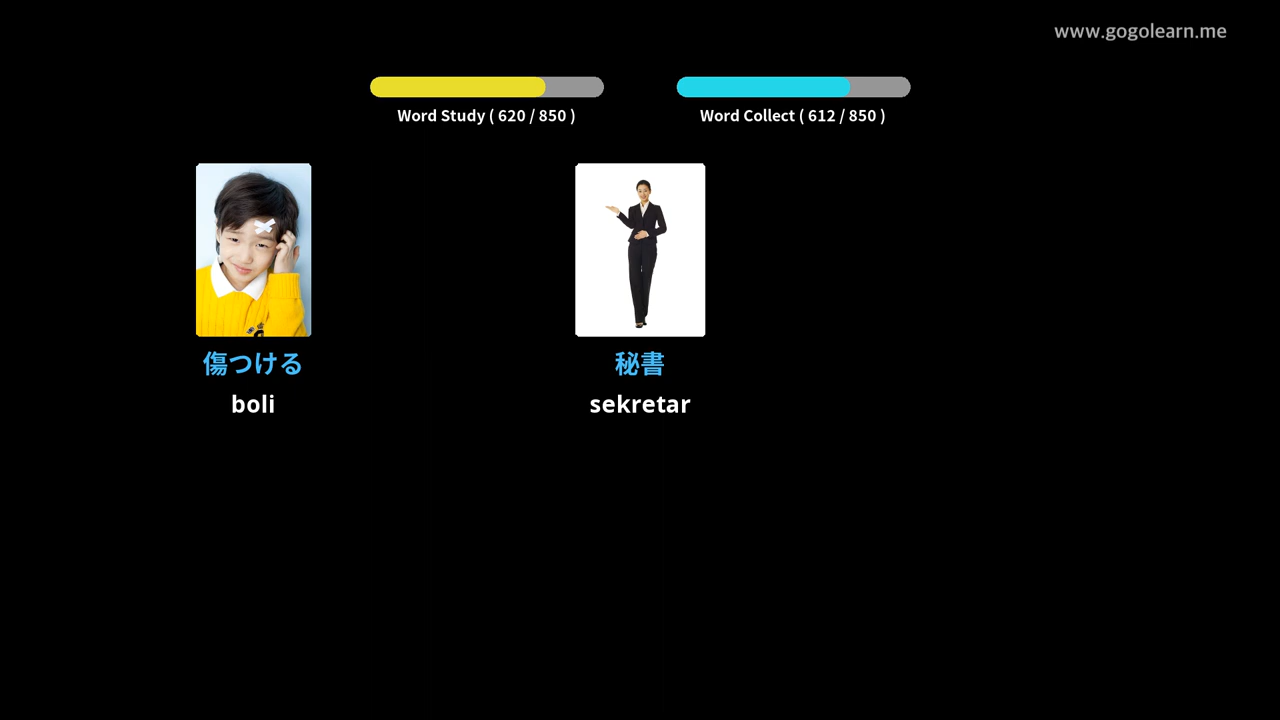 www.gogolearn.me
Word Study ( 620 / 850 )
Word Collect ( 612 / 850 )
傷つける
boli
秘書
sekretar